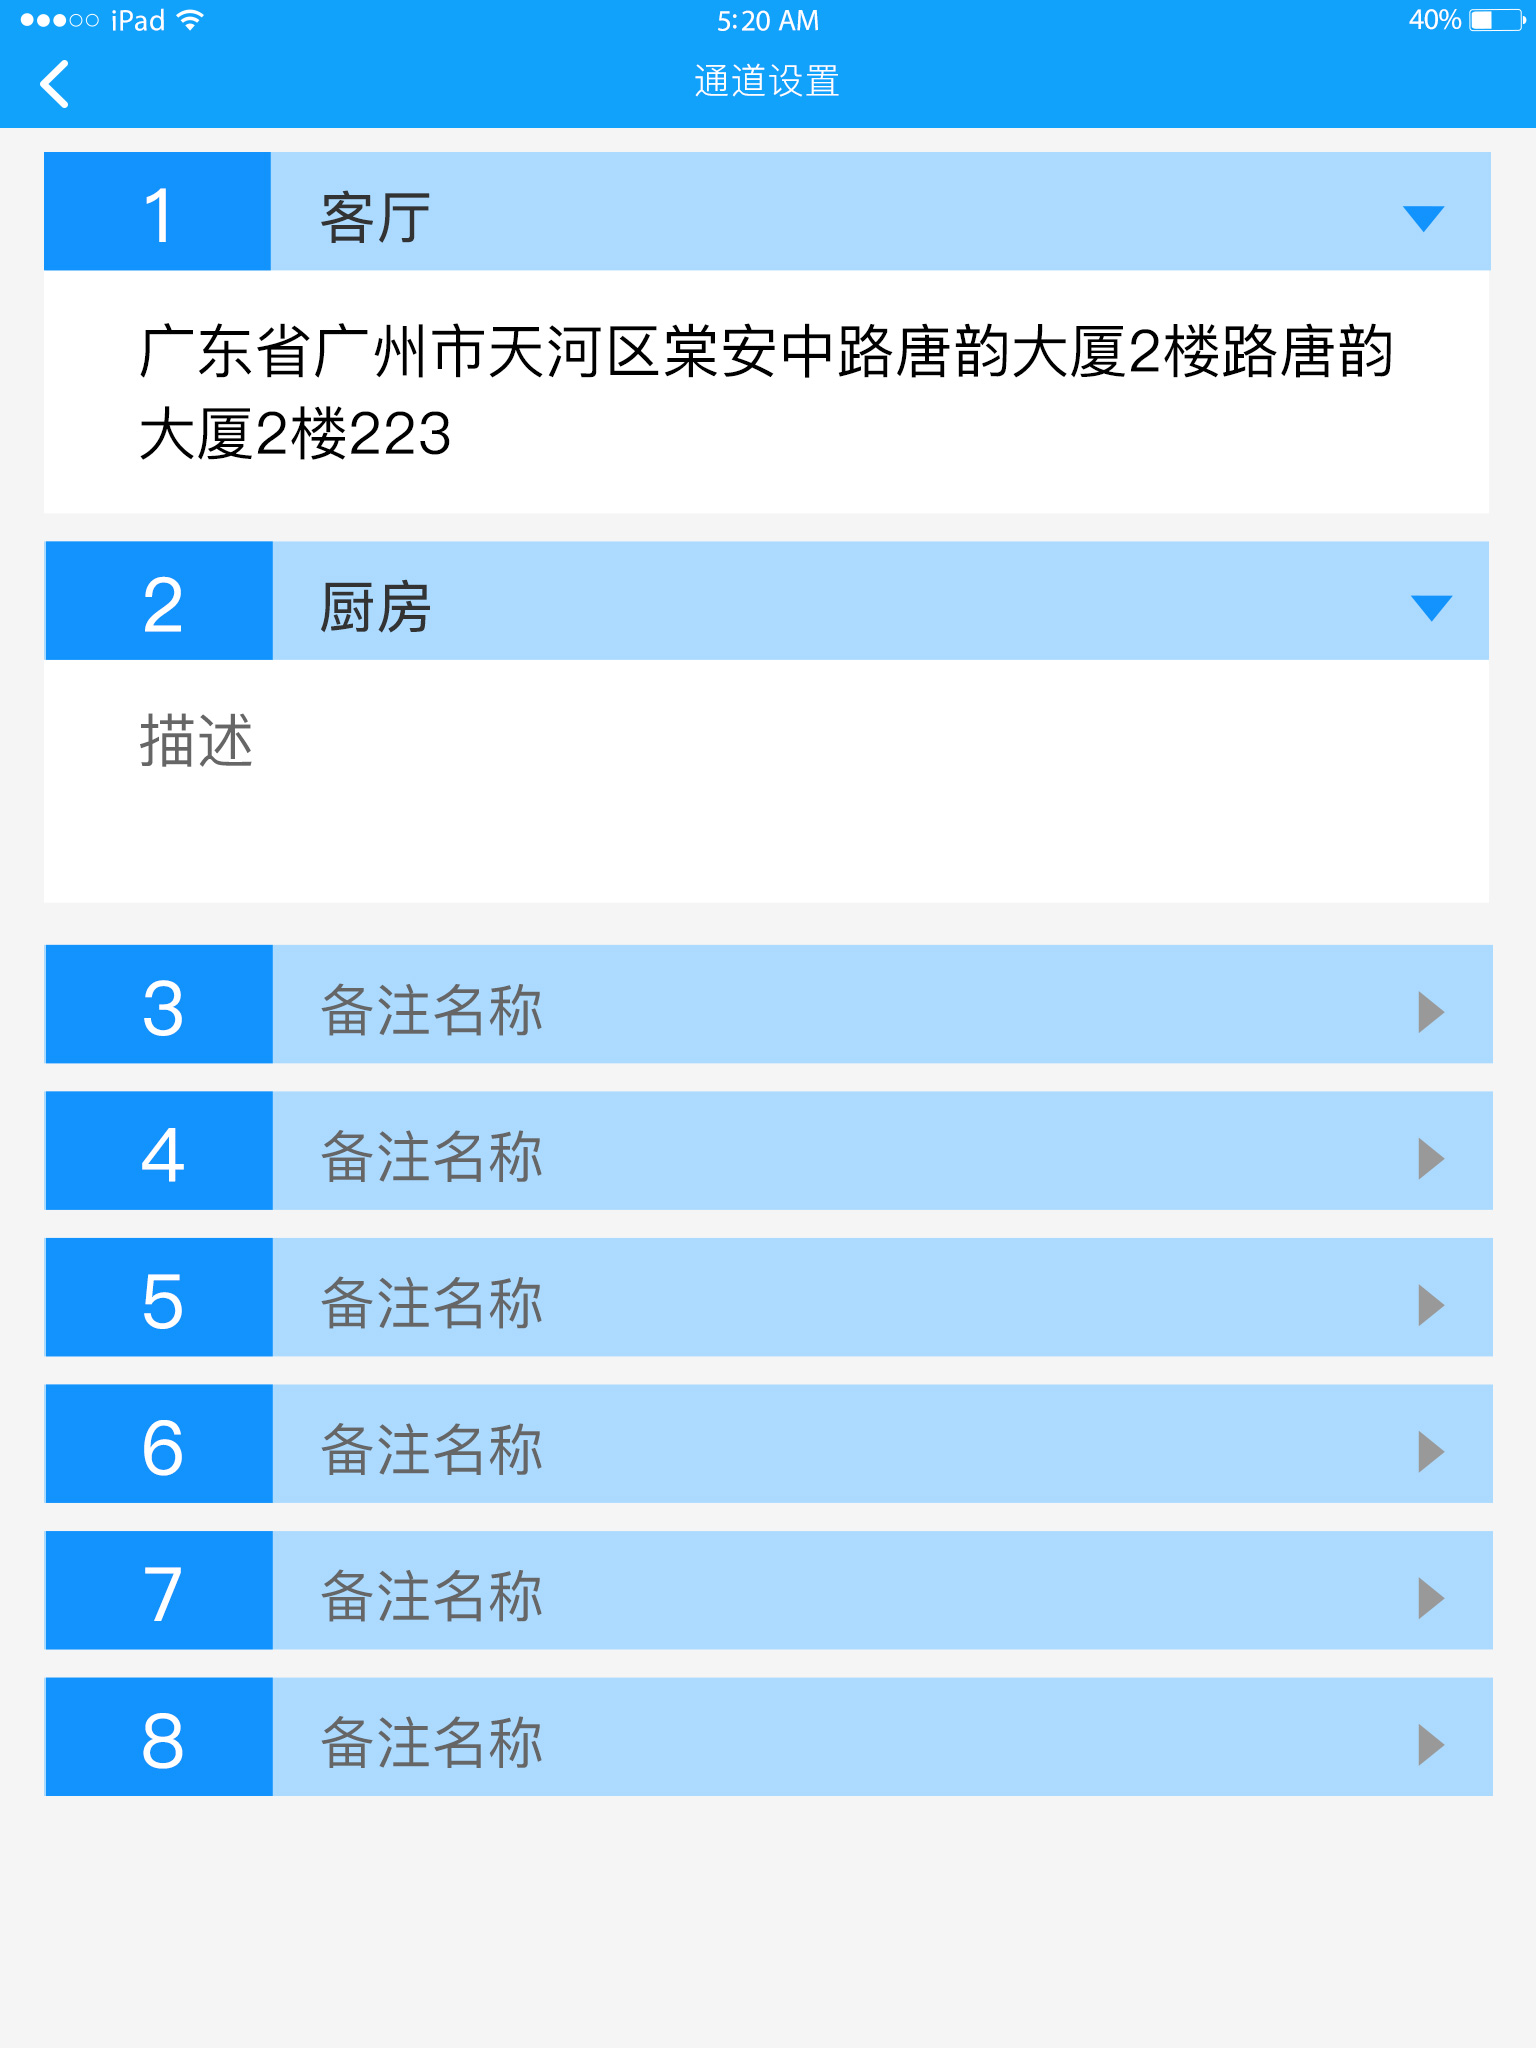 iPad 5:20 AM 40%
通道设置
1 客厅
广东省广州市天河区棠安中路唐韵大厦2楼路唐韵
大厦2楼223
2 厨房
描述
3 备注名称
4 备注名称
5 备注名称
6 备注名称
7 备注名称
8 备注名称